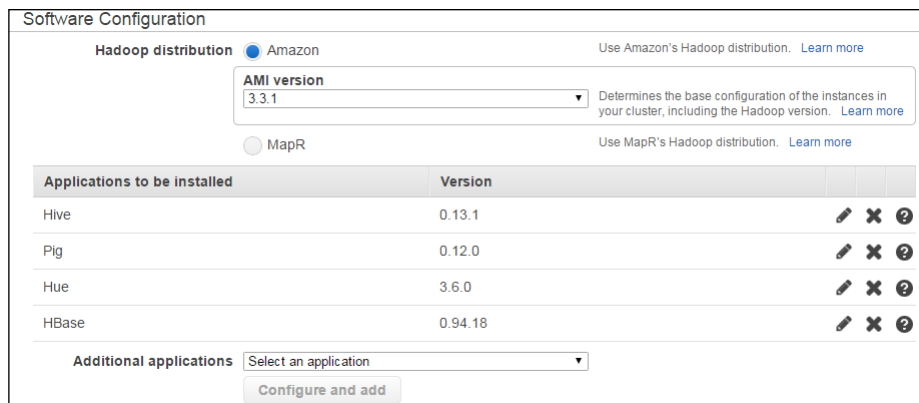 Software Configuration
Hadoop distribution Amazon Use Amazon's Hadoop distribution. Learn more
AMI version
3.3.1
Determines the base configuration of the instances in
your cluster, including the Hadoop version. Learn more
MapR Use MapR's Hadoop distribution. Learn more
Applications to be installed Version
Hive 0.13.1
Pig 0.12.0
Hue 3.6.0
HBase 0.94.18
Additional applications Select an application
Configure and add